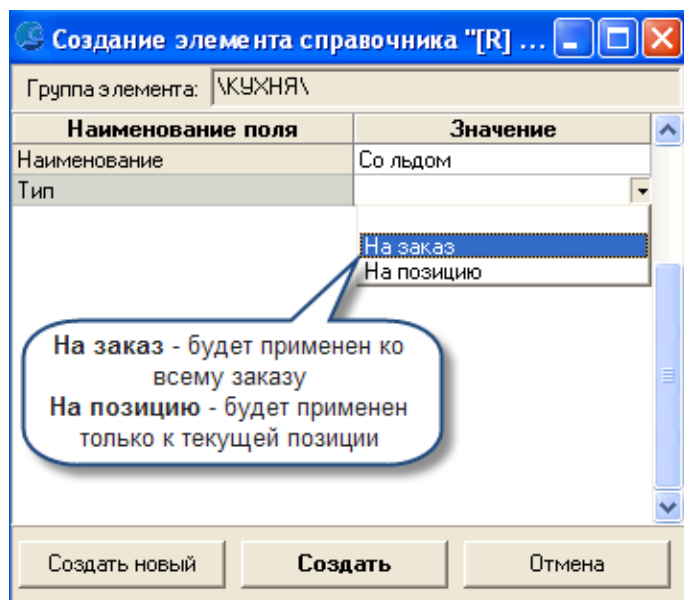 Создание элемента справочника "[R] ...
Группа элемента: \КУХНЯ\
Наименование поля Значение
Наименование Со льдом
Тип
На заказ
На позицию
На заказ - будет применен ко
всему заказу
На позицию - будет применен
только к текущей позиции
Создать новый Создать Отмена